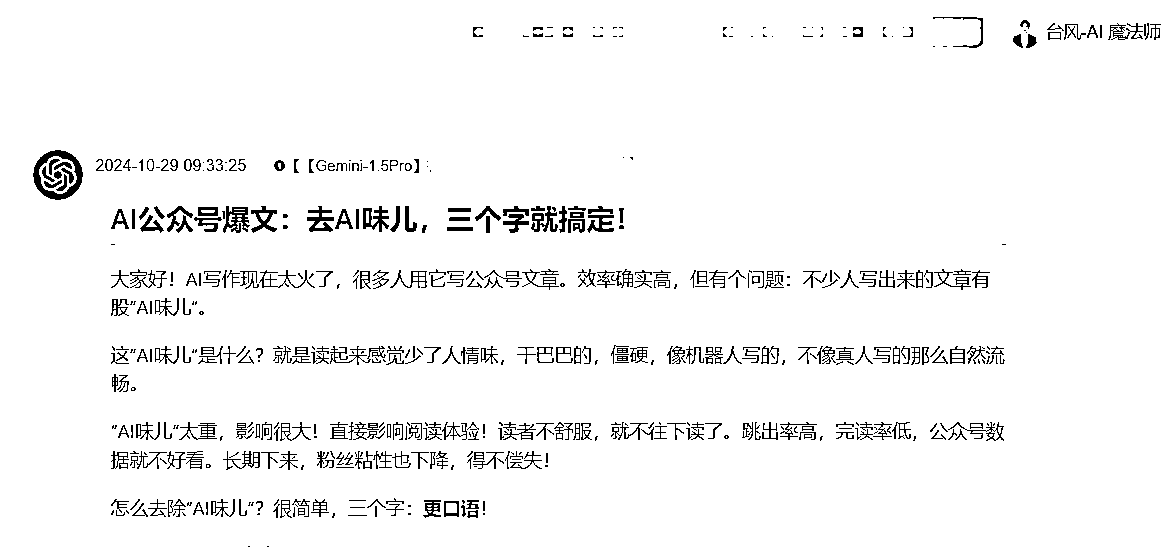 台风-AI 魔法师
2024-10-29 09:33:25 【【Gemini-1.5Pro】
AI公众号爆文：去AI味儿，三个字就搞定！
大家好！AI写作现在太火了，很多人用它写公众号文章。效率确实高，但有个问题：不少人写出来的文章有
股“AI味儿”。
这“AI味儿”是什么？就是读起来感觉少了人情味，干巴巴的，僵硬，像机器人写的，不像真人写的那么自然流
畅。
“AI味儿”太重，影响很大！直接影响阅读体验！读者不舒服，就不往下读了。跳出率高，完读率低，公众号数
据就不好看。长期下来，粉丝粘性也下降，得不偿失！
怎么去除“AI味儿”？很简单，三个字：更口语！